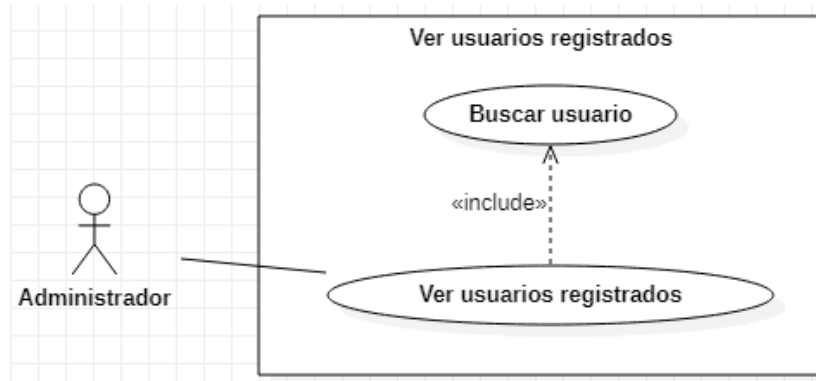 Ver usuarios registrados
Buscar usuario
«include»
Ver usuarios registrados
Administrador